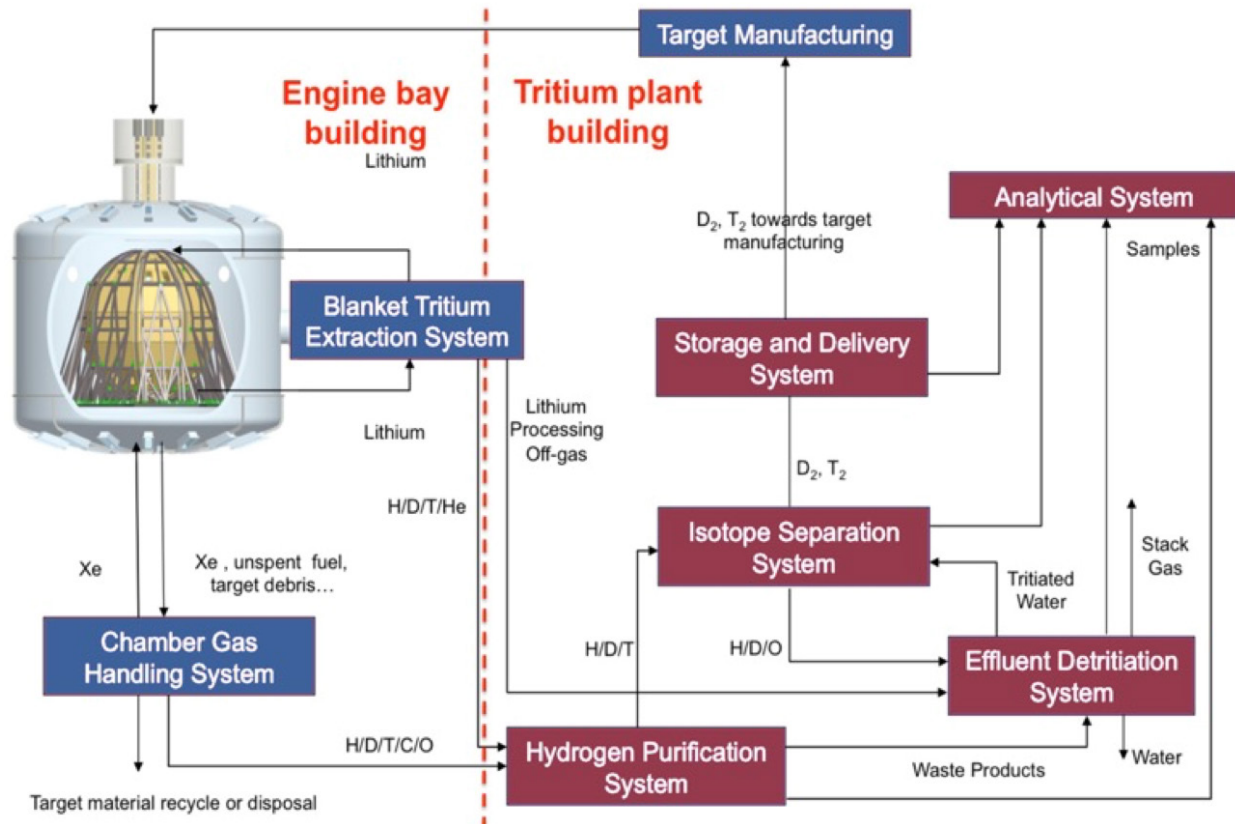 Target Manufacturing
Engine bay
building
Tritium plant
building
Lithium
Analytical System
D₂, T₂ towards target
manufacturing
Samples
Blanket Tritium
Extraction System
Storage and Delivery
System
Lithium
Lithium
Processing
Off-gas
D₂, T₂
H/D/T/He
Isotope Separation
System
Xe
Xe , unspent fuel,
target debris...
Stack
Gas
Tritiated
Water
Chamber Gas
Handling System
H/D/T
H/D/O
Effluent Detritiation
System
H/D/T/C/O
Hydrogen Purification
System
Waste Products
Water
Target material recycle or disposal